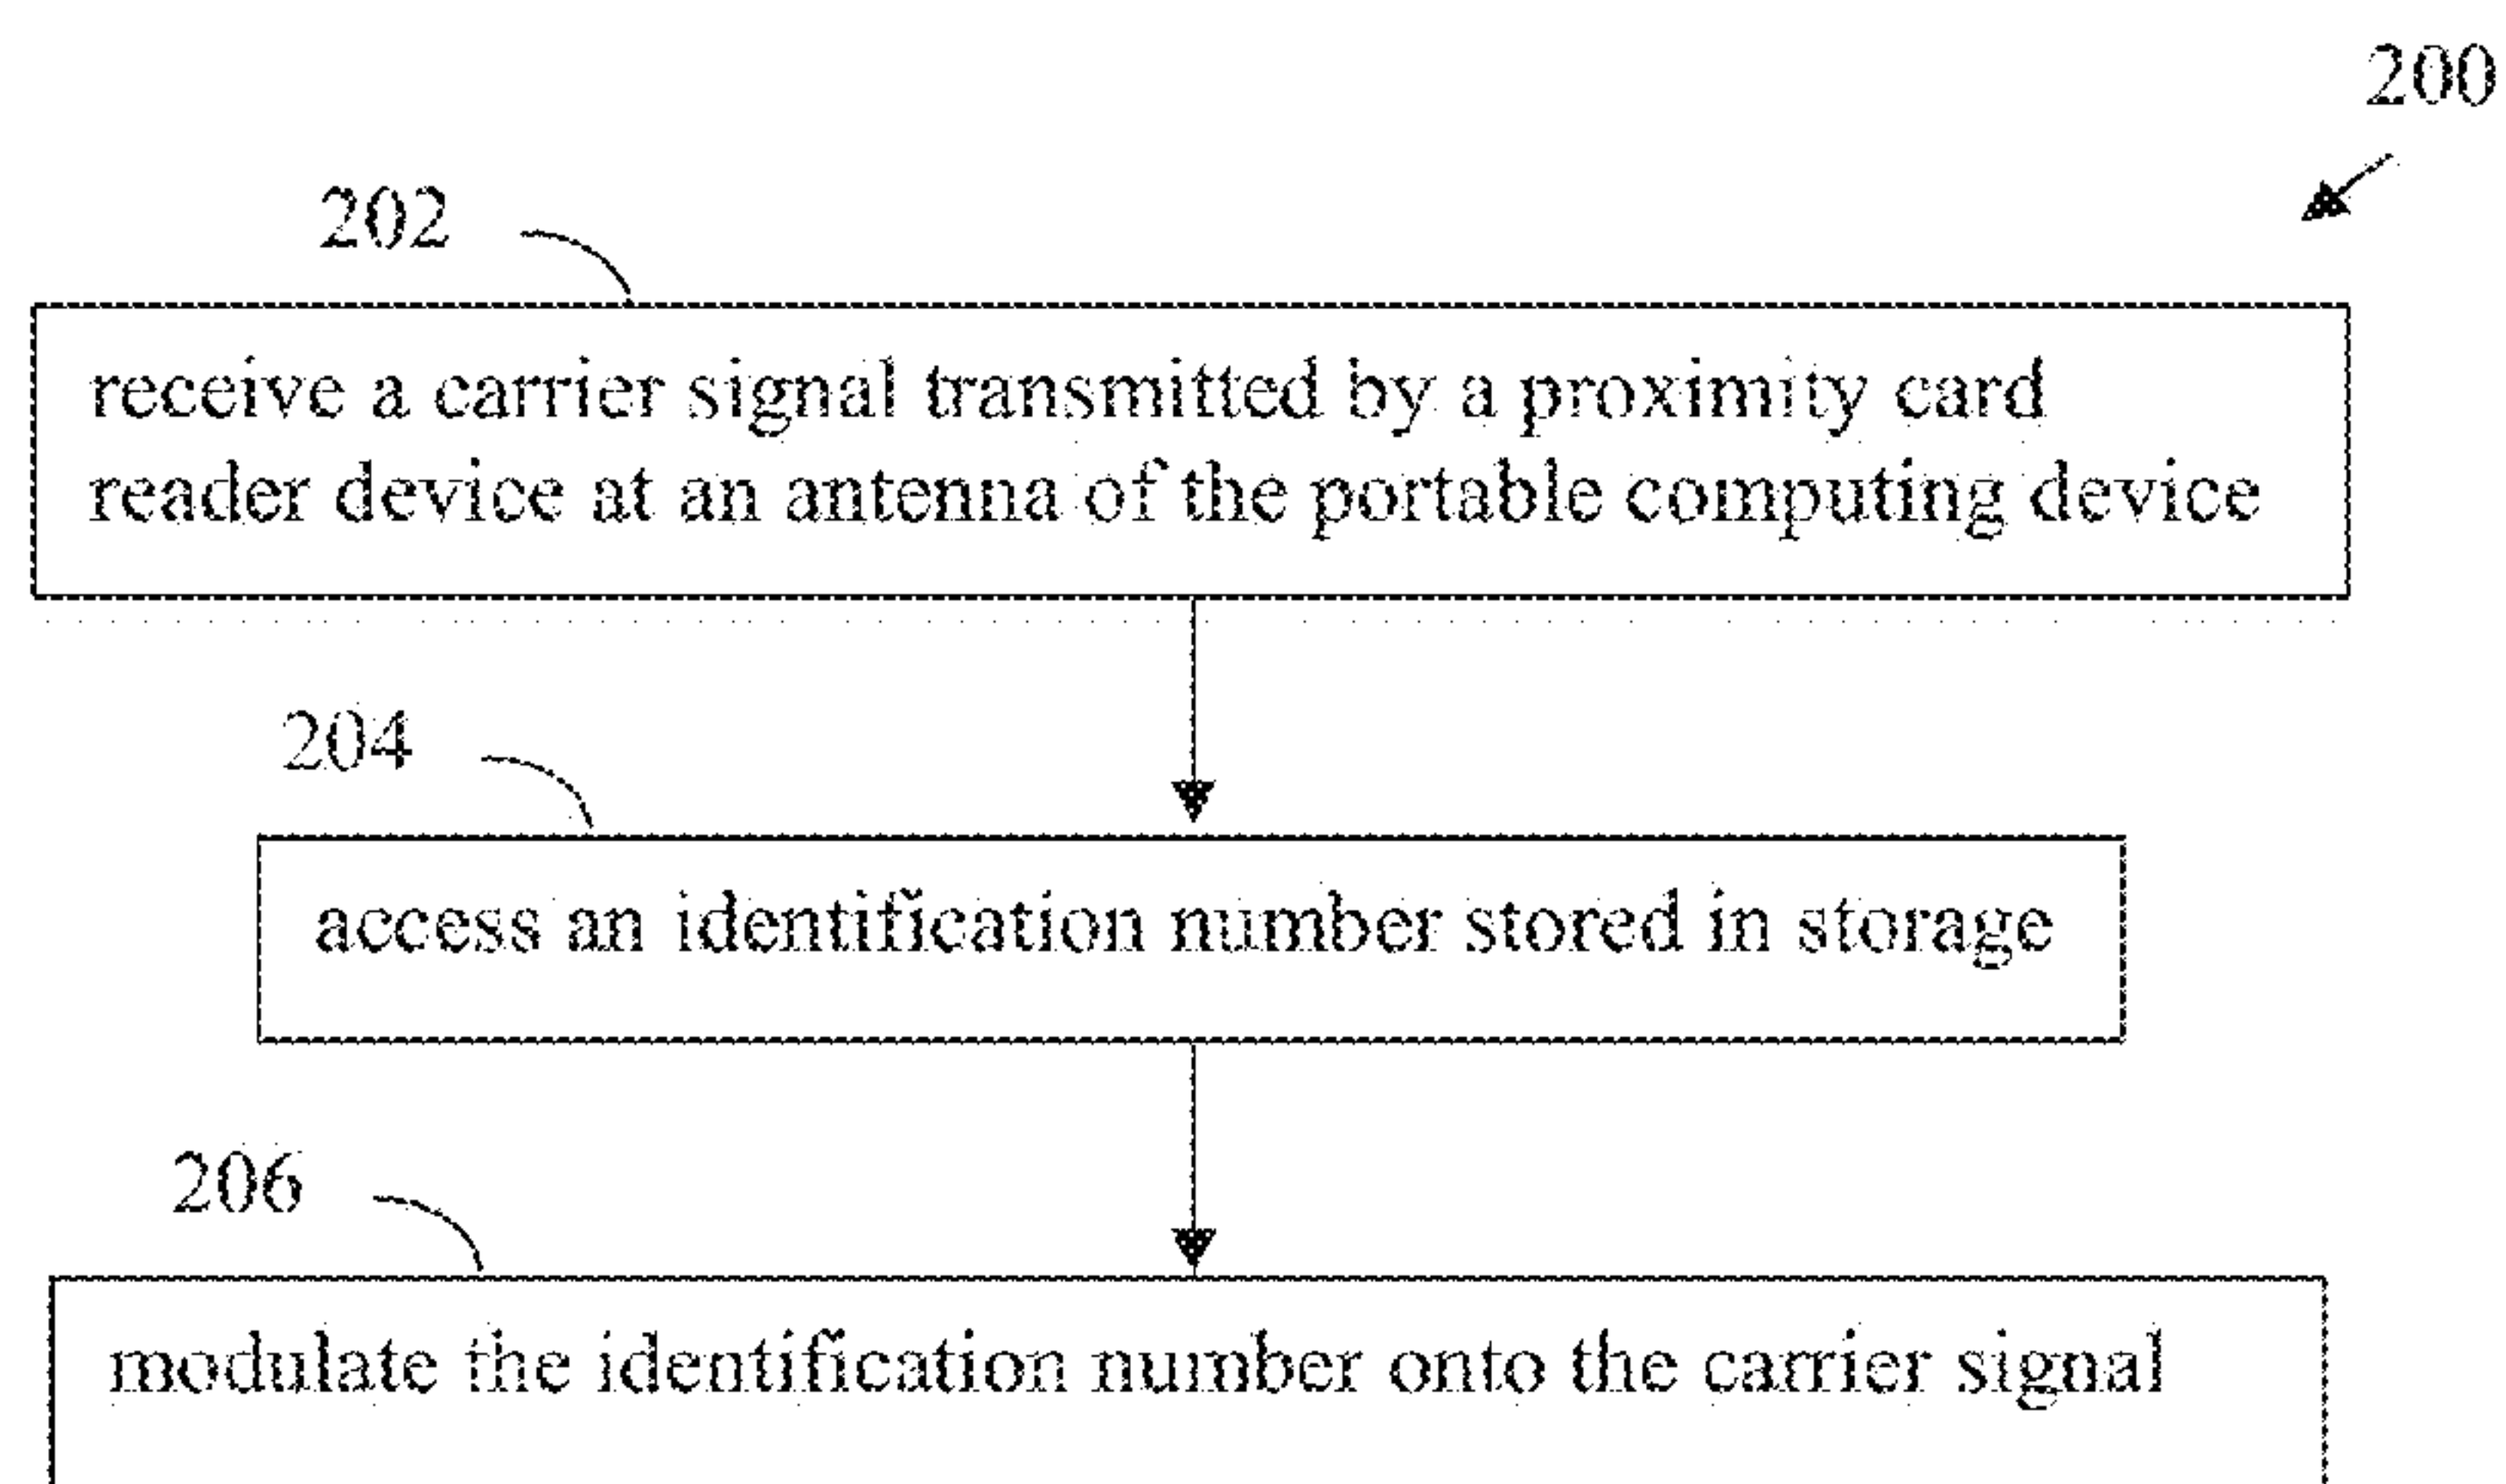 200
202
receive a carrier signal transmitted by a proximity card
reader device at an antenna of the portable computing device
204
access an identification number stored in storage
206
modulate the identification number onto the carrier signal